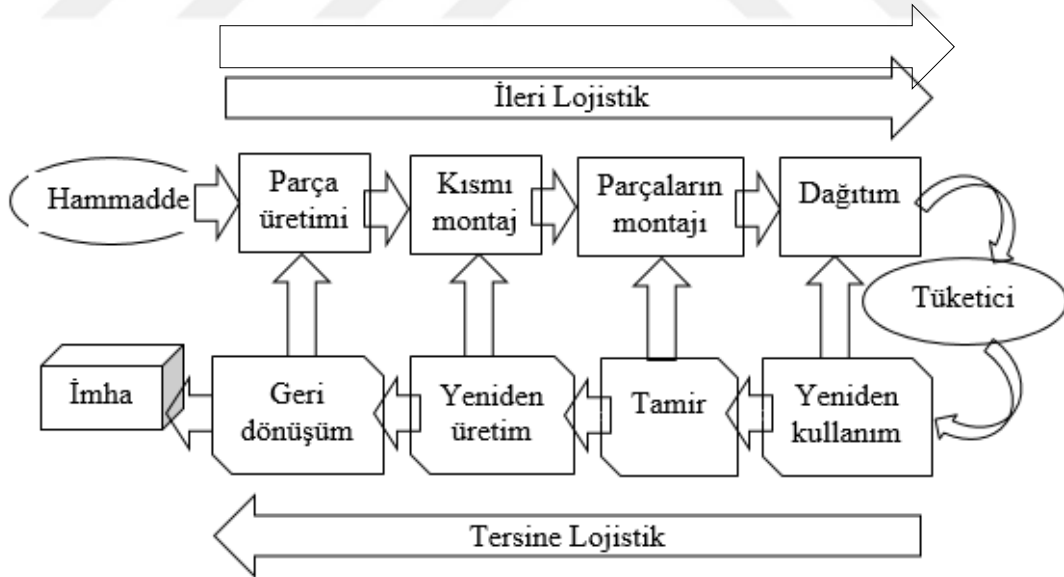 İleri Lojistik
Hammadde
Parça
üretimi
Kısmı
montaj
Parçaların
montajı
Dağıtım
Tüketici
İmha
Geri
dönüşüm
Yeniden
üretim
Tamir
Yeniden
kullanım
Tersine Lojistik